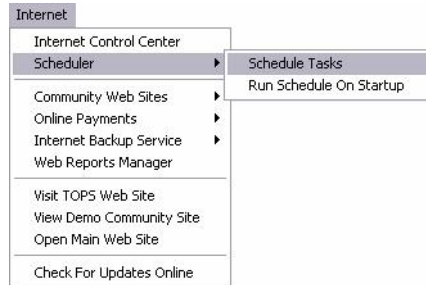 Internet
Internet Control Center
Scheduler
Schedule Tasks
Run Schedule On Startup
Community Web Sites
Online Payments
Internet Backup Service
Web Reports Manager
Visit TOPS Web Site
View Demo Community Site
Open Main Web Site
Check For Updates Online